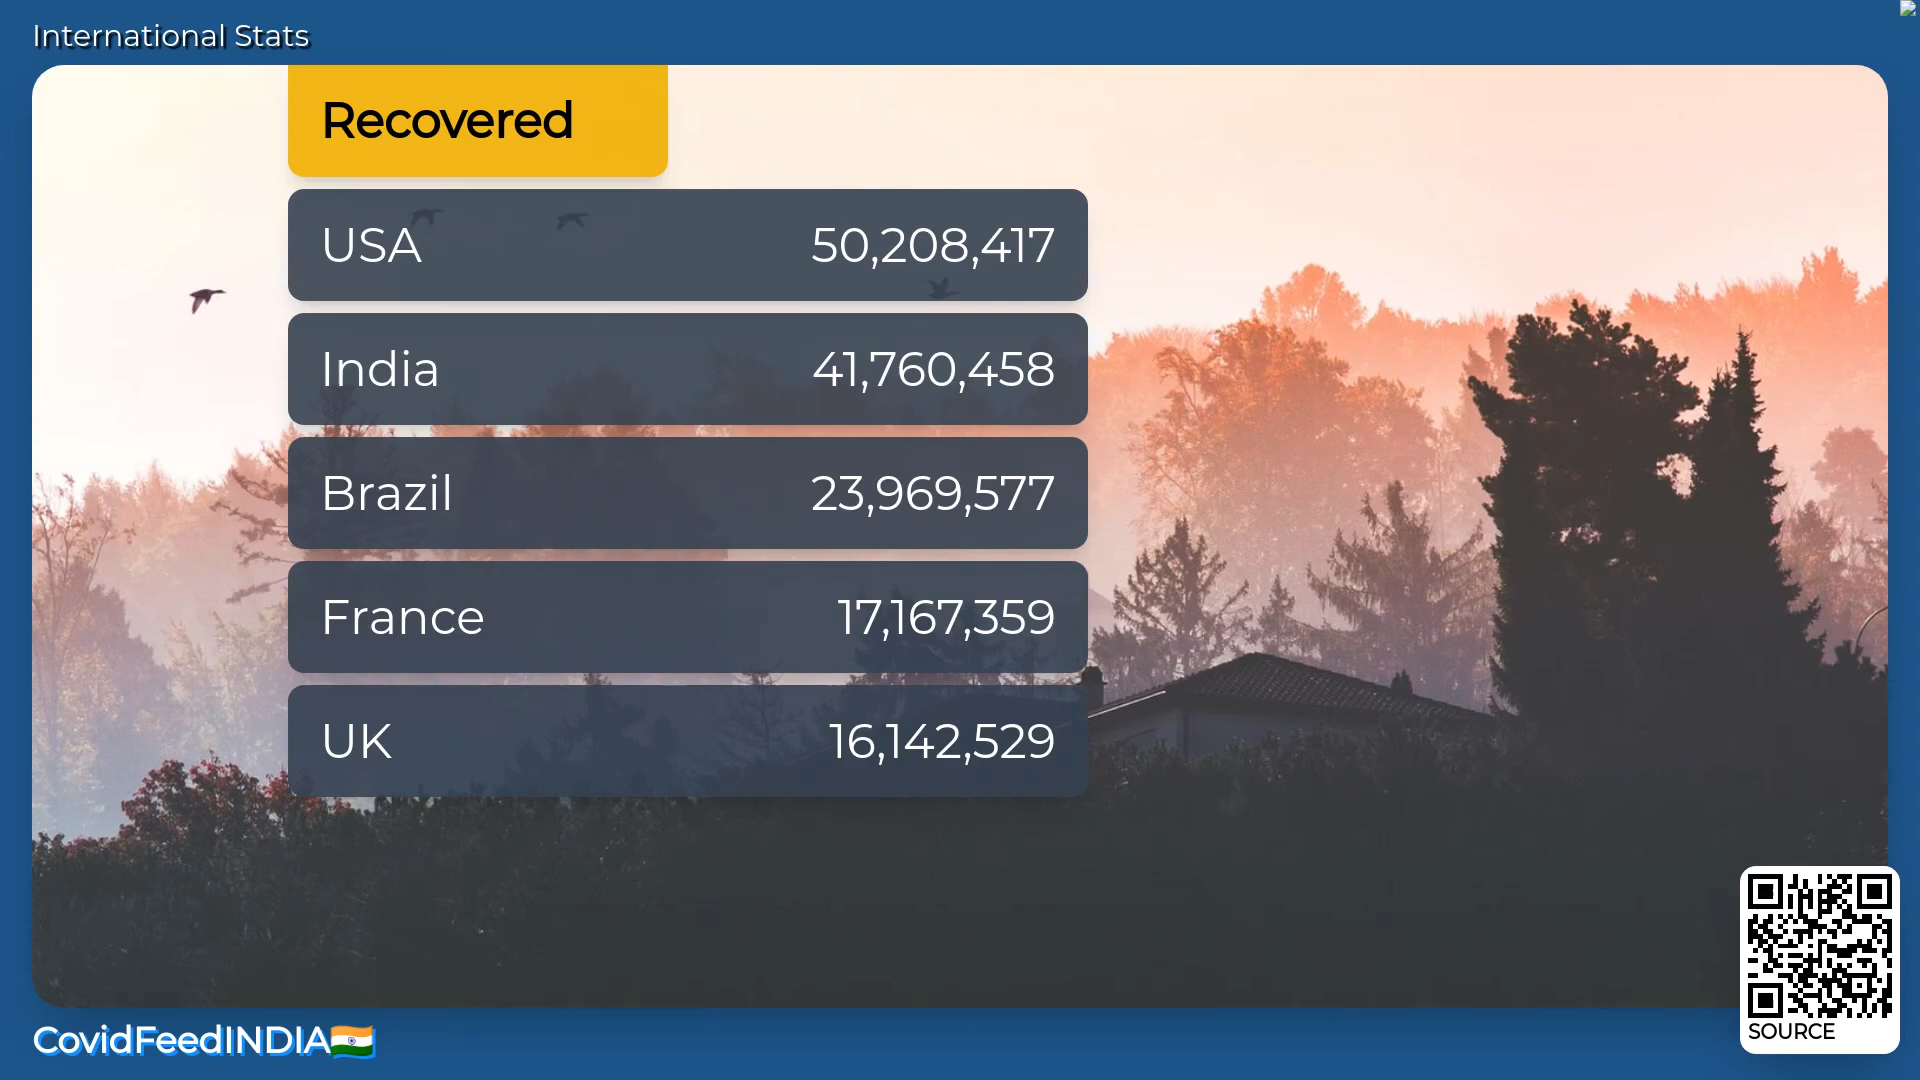 International Stats
Recovered
USA 50,208,417
India 41,760,458
Brazil 23,969,577
France 17,167,359
UK 16,142,529
CovidFeedINDIA🇮🇳
SOURCE